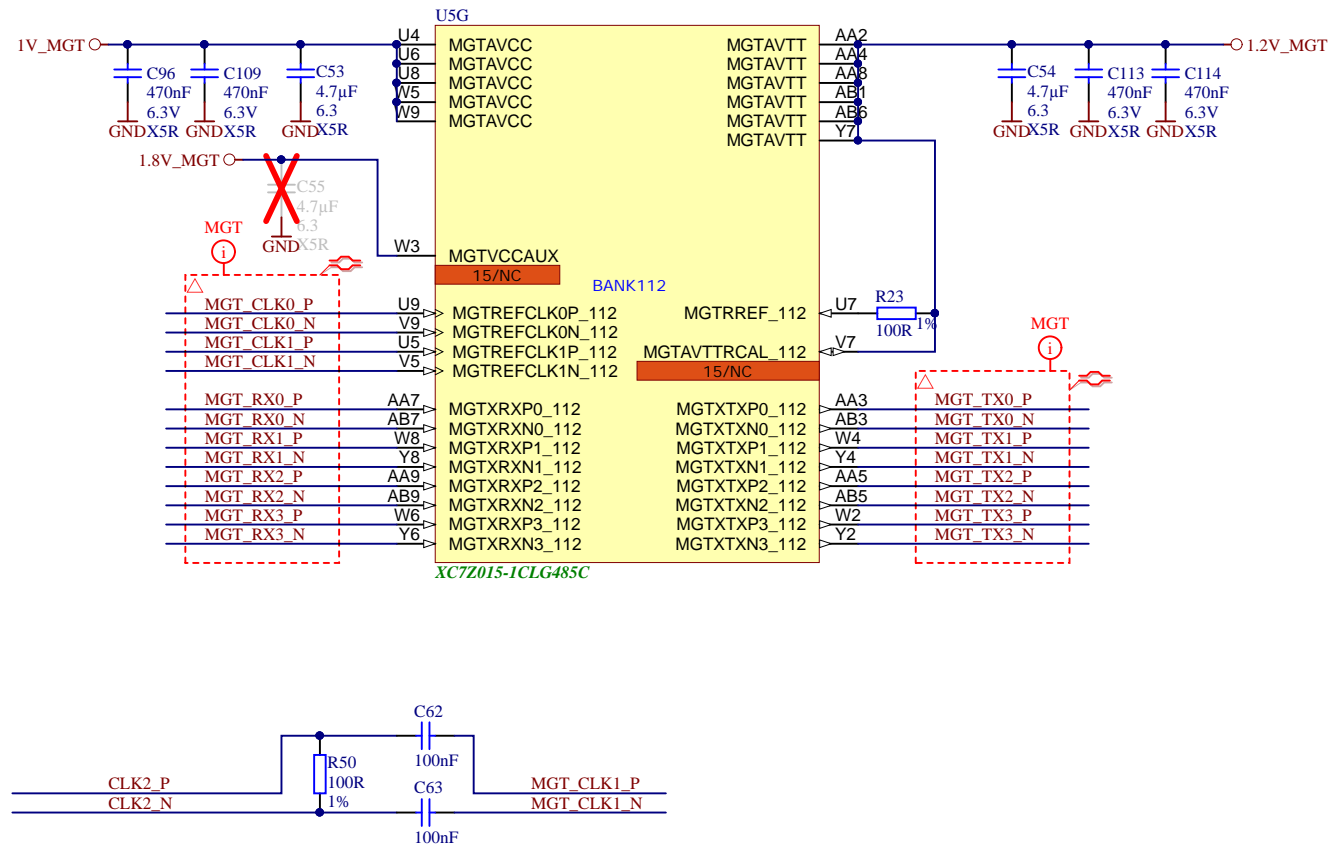 U5G
1V_MGT
C96
470nF
6.3V
X5R
GND
C109
470nF
6.3V
X5R
GND
C53
4.7µF
6.3
X5R
GND
U4 MGTAVCC
U6 MGTAVCC
U8 MGTAVCC
W5 MGTAVCC
W9 MGTAVCC
MGTAVTT AA2
MGTAVTT AA4
MGTAVTT AA8
MGTAVTT AB1
MGTAVTT AB6
MGTAVTT Y7
1.2V_MGT
C54
4.7µF
6.3
X5R
GND
C113
470nF
6.3V
X5R
GND
C114
470nF
6.3V
X5R
GND
1.8V_MGT
C55
4.7µF
6.3
X5R
GND
W3 MGTVCCAUX
15/NC
BANK112
MGT
i
MGT_CLK0_P U9 MGTREFCLK0P_112
MGT_CLK0_N V9 MGTREFCLK0N_112
MGT_CLK1_P U5 MGTREFCLK1P_112
MGT_CLK1_N V5 MGTREFCLK1N_112
MGTRREF_112 U7
R23
100R
1%
MGTAVTTRCAL_112 V7
15/NC
MGT
i
MGT_RX0_P AA7 MGTXRXP0_112
MGT_RX0_N AB7 MGTXRXN0_112
MGT_RX1_P W8 MGTXRXP1_112
MGT_RX1_N Y8 MGTXRXN1_112
MGT_RX2_P AA9 MGTXRXP2_112
MGT_RX2_N AB9 MGTXRXN2_112
MGT_RX3_P W6 MGTXRXP3_112
MGT_RX3_N Y6 MGTXRXN3_112
MGTXTXP0_112 AA3 MGT_TX0_P
MGTXTXN0_112 AB3 MGT_TX0_N
MGTXTXP1_112 W4 MGT_TX1_P
MGTXTXN1_112 Y4 MGT_TX1_N
MGTXTXP2_112 AA5 MGT_TX2_P
MGTXTXN2_112 AB5 MGT_TX2_N
MGTXTXP3_112 W2 MGT_TX3_P
MGTXTXN3_112 Y2 MGT_TX3_N
XC7Z015-1CLG485C
C62
100nF
R50
100R
1%
C63
100nF
CLK2_P
CLK2_N
MGT_CLK1_P
MGT_CLK1_N